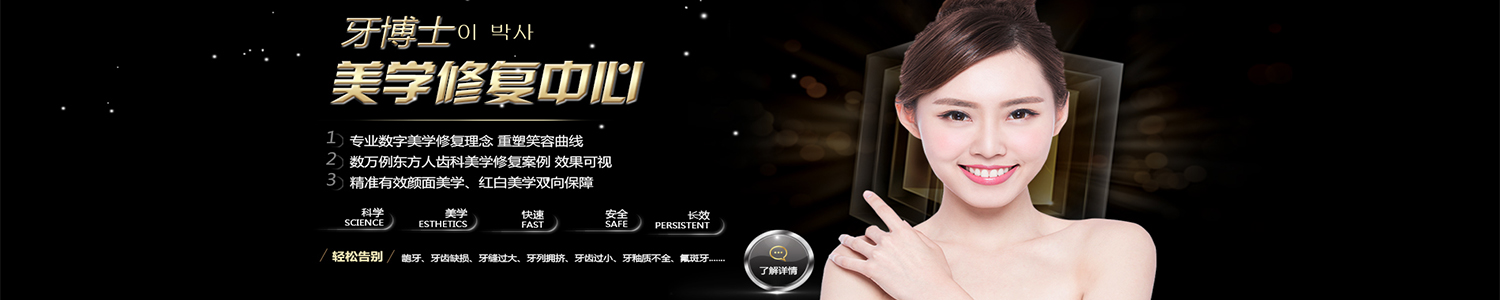 牙博士이 박사
美学修复中心
1 专业数字美学修复理念 重塑笑容曲线
2 数万例东方人齿科美学修复案例 效果可视
3 精准有效颜面美学、红白美学双向保障
科学 美学 快速 安全 长效
SCIENCE ESTHETICS FAST SAFE PERSISTENT
/ 轻松告别 / 龅牙、牙齿缺损、牙缝过大、牙列拥挤、牙齿过小、牙釉质不全、氟斑牙......
了解详情